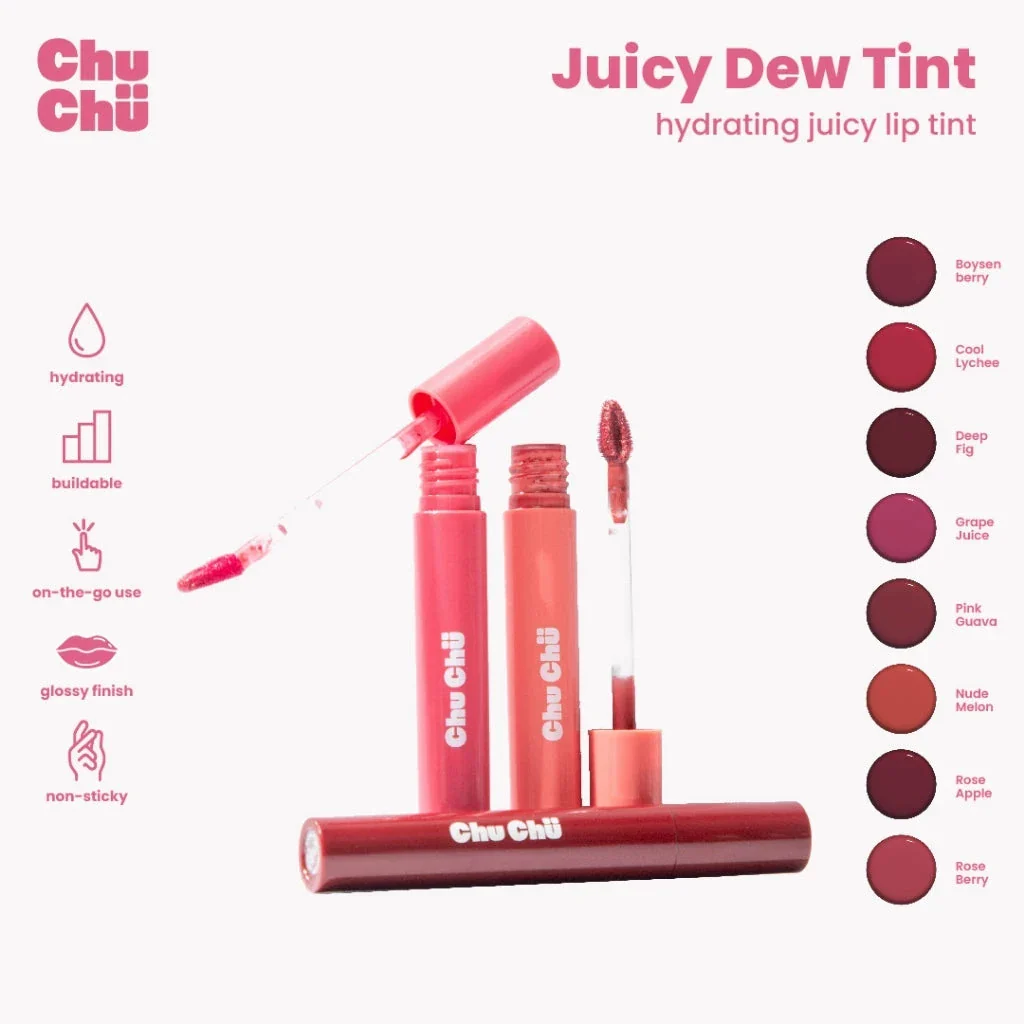 Chu
Chü
Juicy Dew Tint
hydrating juicy lip tint
hydrating
buildable
on-the-go use
glossy finish
non-sticky
Chu Chü
Chu Chü
Chu Chü
Boysen
berry
Cool
Lychee
Deep
Fig
Grape
Juice
Pink
Guava
Nude
Melon
Rose
Apple
Rose
Berry